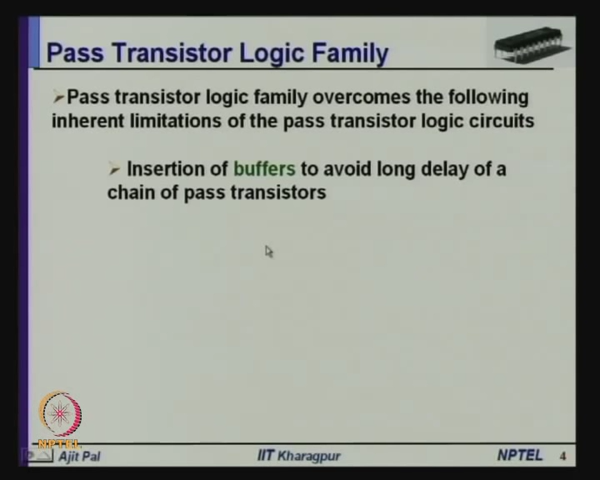 Pass Transistor Logic Family
Pass transistor logic family overcomes the following
inherent limitations of the pass transistor logic circuits
Insertion of buffers to avoid long delay of a
chain of pass transistors
NPTEL
Ajit Pal
IIT Kharagpur
NPTEL 4